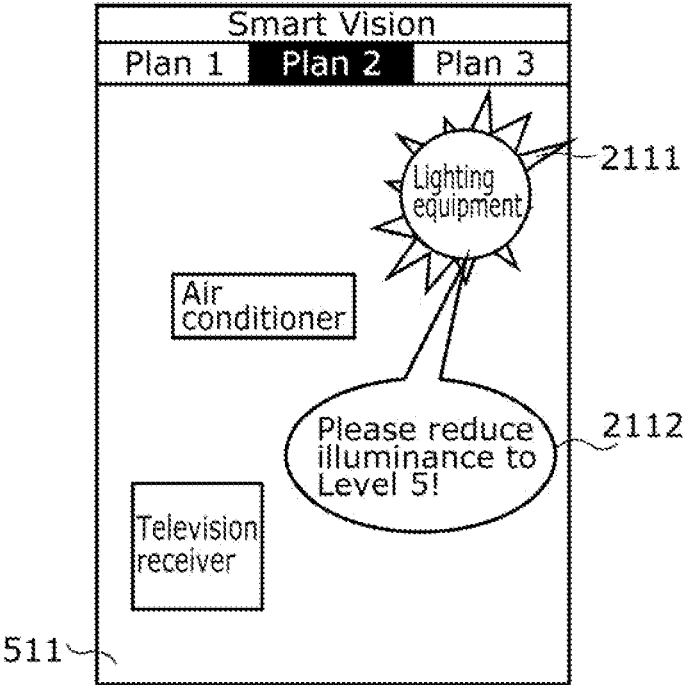 Smart Vision
Plan 1 Plan 2 Plan 3
Lighting
equipment
2111
Air
conditioner
Please reduce
illuminance to
Level 5!
2112
Television
receiver
511